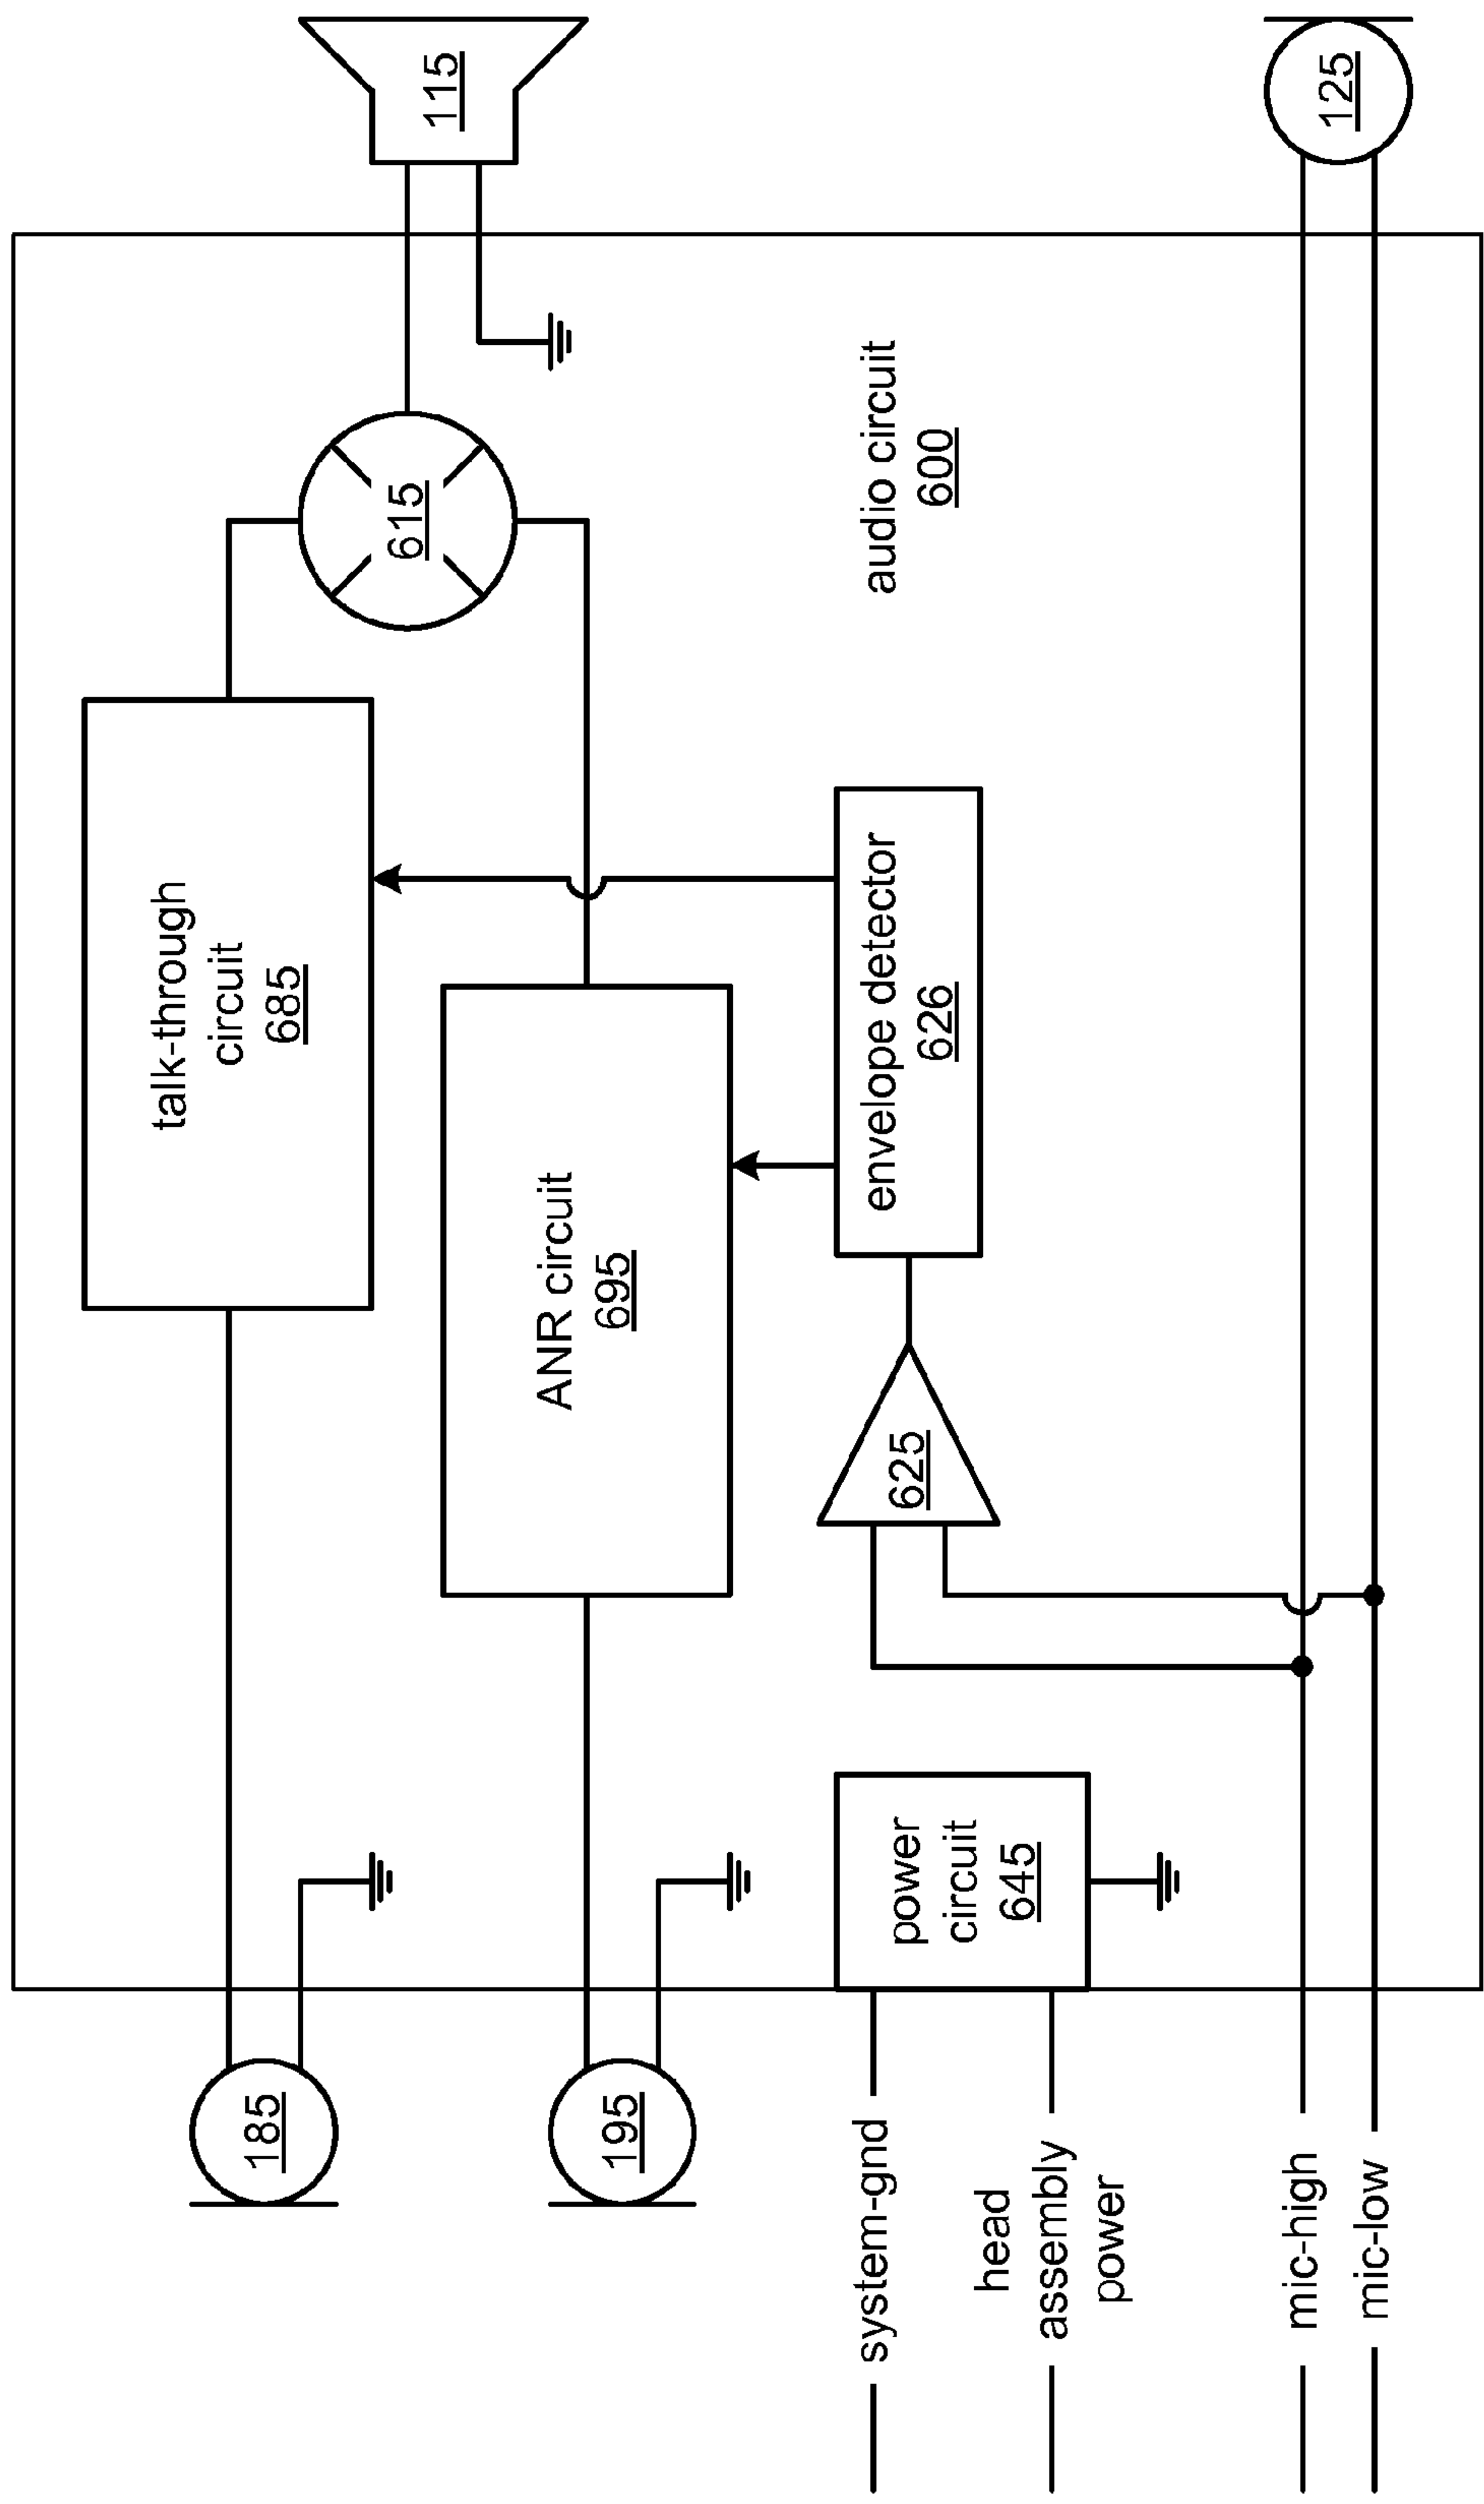 185
talk-through
circuit
685
615
115
195
ANR circuit
695
625
envelope detector
626
audio circuit
600
power
circuit
645
system-gnd
head
assembly
power
mic-high
mic-low
125